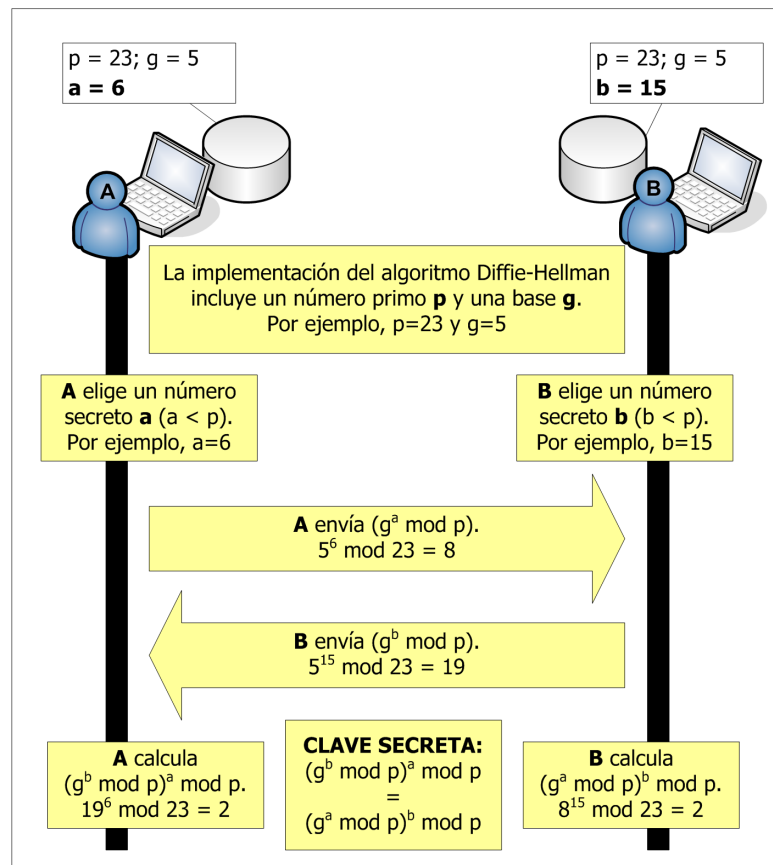 p = 23; g = 5
a = 6
p = 23; g = 5
b = 15
A
B
La implementación del algoritmo Diffie-Hellman
incluye un número primo p y una base g.
Por ejemplo, p=23 y g=5
A elige un número
secreto a (a < p).
Por ejemplo, a=6
B elige un número
secreto b (b < p).
Por ejemplo, b=15
A envía (gᵃ mod p).
5⁶ mod 23 = 8
B envía (gᵇ mod p).
5¹⁵ mod 23 = 19
A calcula
(gᵇ mod p)ᵃ mod p.
19⁶ mod 23 = 2
CLAVE SECRETA:
(gᵇ mod p)ᵃ mod p
=
(gᵃ mod p)ᵇ mod p
B calcula
(gᵃ mod p)ᵇ mod p.
8¹⁵ mod 23 = 2